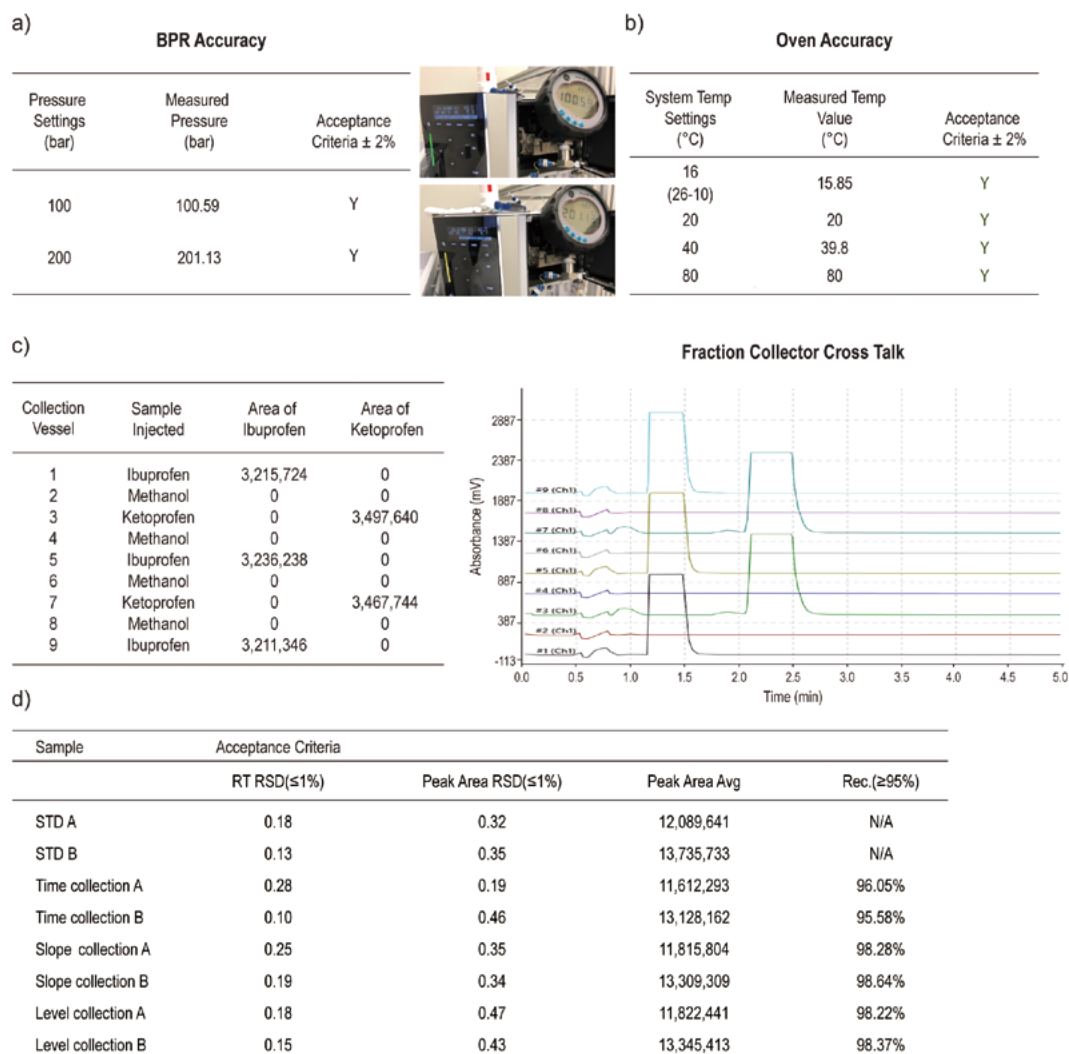 a)
BPR Accuracy
Pressure Settings (bar) Measured Pressure (bar) Acceptance Criteria ± 2%
100 100.59 Y
200 201.13 Y
b)
Oven Accuracy
System Temp Settings (°C) Measured Temp Value (°C) Acceptance Criteria ± 2%
16 (26-10) 15.85 Y
20 20 Y
40 39.8 Y
80 80 Y
c)
Collection Vessel Sample Injected Area of Ibuprofen Area of Ketoprofen
1 Ibuprofen 3,215,724 0
2 Methanol 0 0
3 Ketoprofen 0 3,497,640
4 Methanol 0 0
5 Ibuprofen 3,236,238 0
6 Methanol 0 0
7 Ketoprofen 0 3,467,744
8 Methanol 0 0
9 Ibuprofen 3,211,346 0
Fraction Collector Cross Talk
Absorbance (mV)
2887
2387
1887
1387
887
387
-113
#9 (Ch1)
#8 (Ch1)
#7 (Ch1)
#6 (Ch1)
#5 (Ch1)
#4 (Ch1)
#3 (Ch1)
#2 (Ch1)
#1 (Ch1)
0.0 0.5 1.0 1.5 2.0 2.5 3.0 3.5 4.0 4.5 5.0
Time (min)
d)
Sample Acceptance Criteria
RT RSD(≤1%) Peak Area RSD(≤1%) Peak Area Avg Rec.(≥95%)
STD A 0.18 0.32 12,089,641 N/A
STD B 0.13 0.35 13,735,733 N/A
Time collection A 0.28 0.19 11,612,293 96.05%
Time collection B 0.10 0.46 13,128,162 95.58%
Slope collection A 0.25 0.35 11,815,804 98.28%
Slope collection B 0.19 0.34 13,309,309 98.64%
Level collection A 0.18 0.47 11,822,441 98.22%
Level collection B 0.15 0.43 13,345,413 98.37%